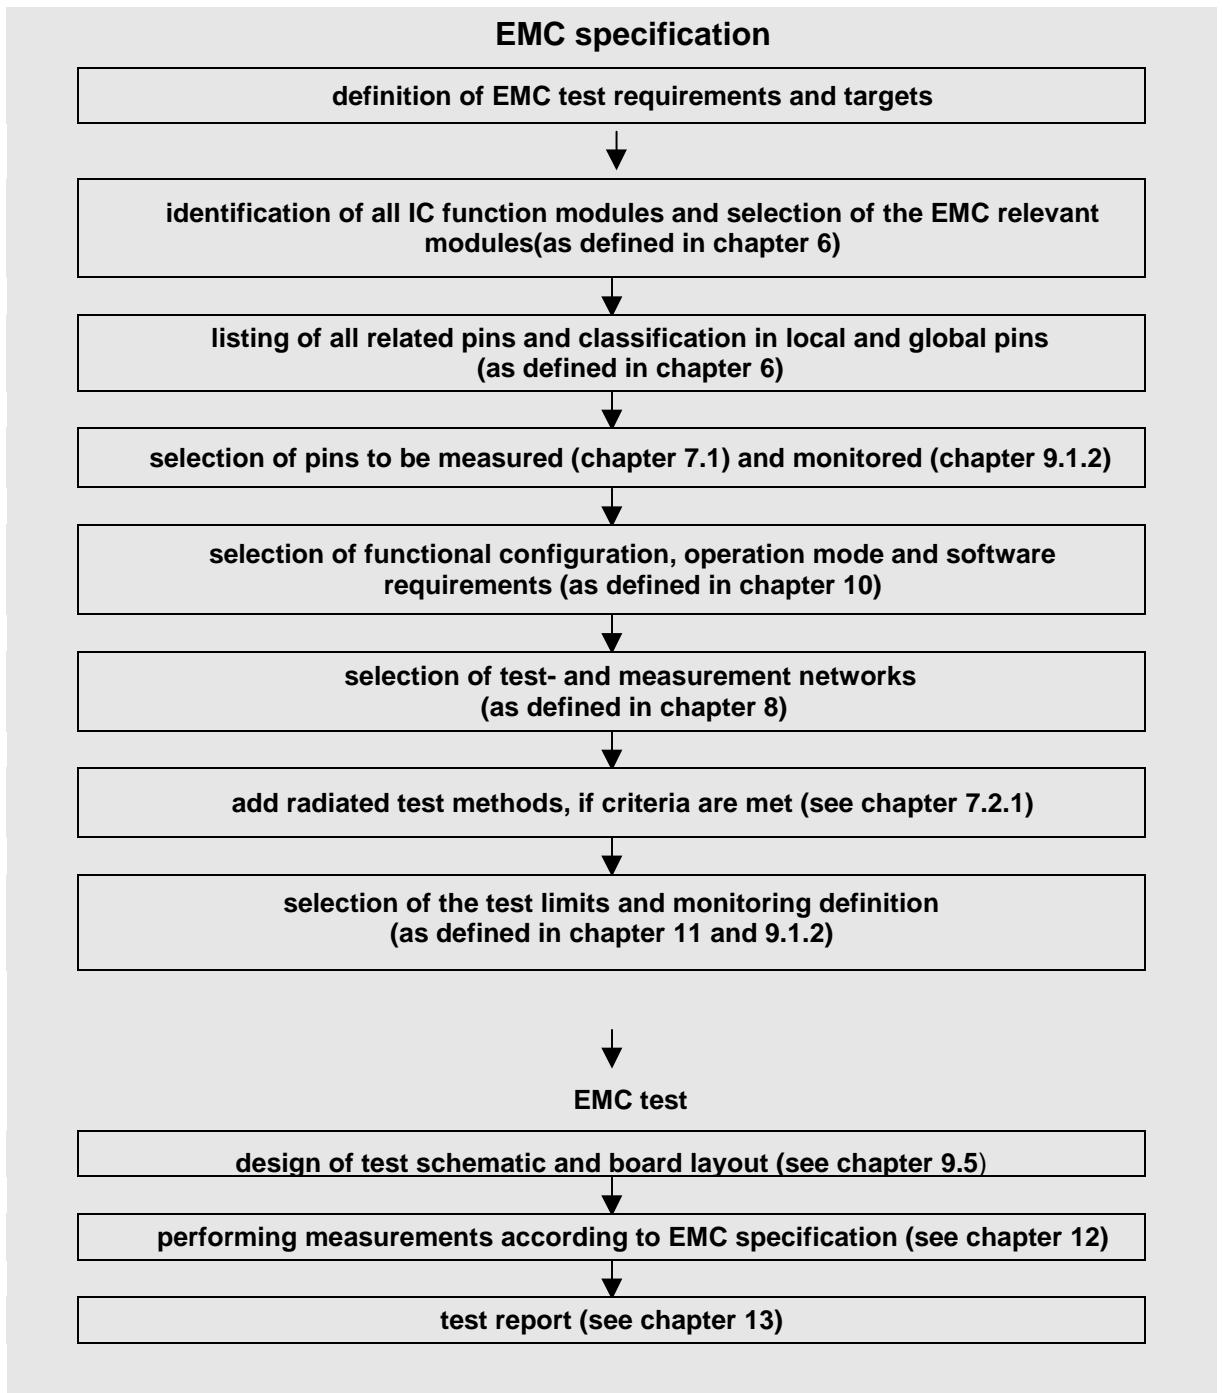 EMC specification
definition of EMC test requirements and targets
identification of all IC function modules and selection of the EMC relevant
modules(as defined in chapter 6)
listing of all related pins and classification in local and global pins
(as defined in chapter 6)
selection of pins to be measured (chapter 7.1) and monitored (chapter 9.1.2)
selection of functional configuration, operation mode and software
requirements (as defined in chapter 10)
selection of test- and measurement networks
(as defined in chapter 8)
add radiated test methods, if criteria are met (see chapter 7.2.1)
selection of the test limits and monitoring definition
(as defined in chapter 11 and 9.1.2)
EMC test
design of test schematic and board layout (see chapter 9.5)
performing measurements according to EMC specification (see chapter 12)
test report (see chapter 13)